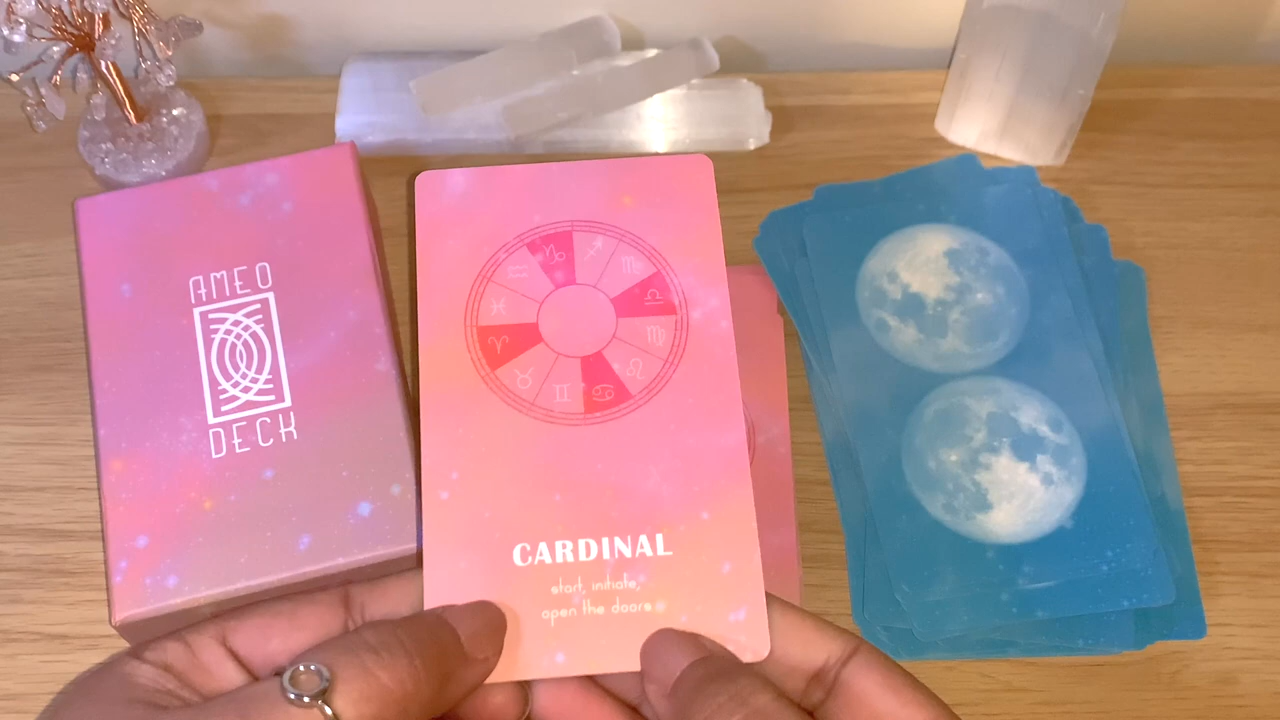 AMEO
DECK
CARDINAL
start, initiate,
open the doors